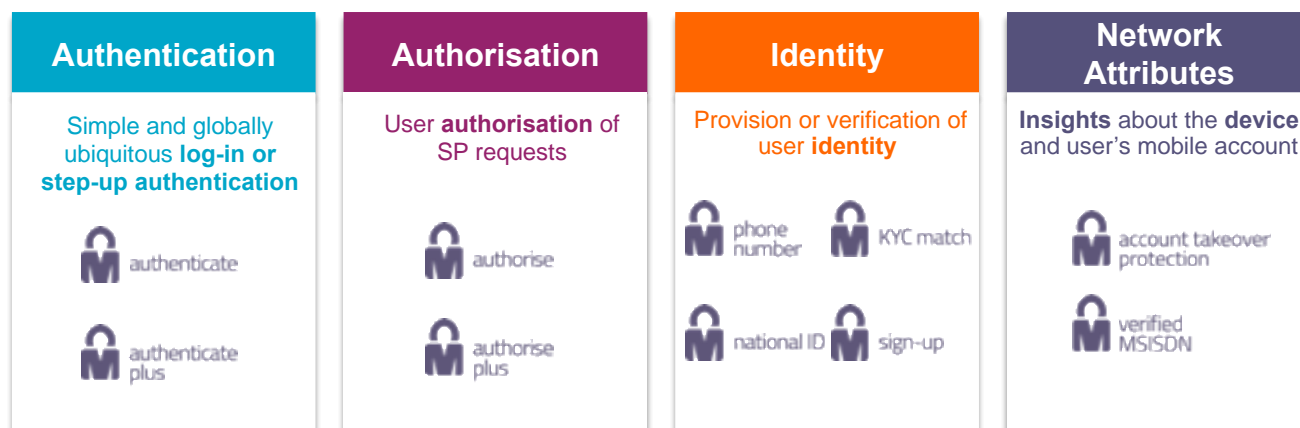 Authentication
Simple and globally
ubiquitous log-in or
step-up authentication
authenticate
authenticate
plus
Authorisation
User authorisation of
SP requests
authorise
authorise
plus
Identity
Provision or verification of
user identity
phone
number
KYC match
national ID
sign-up
Network
Attributes
Insights about the device
and user's mobile account
account takeover
protection
verified
MSISDN